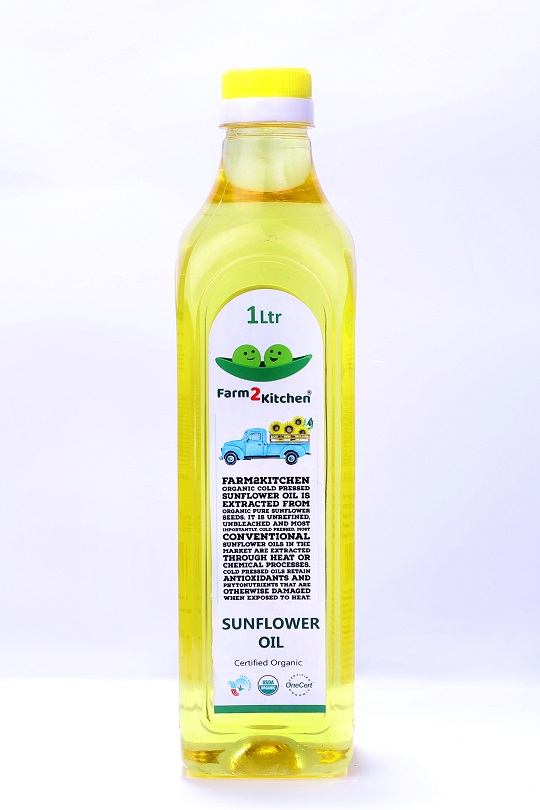 1Ltr
Farm2Kitchen®
FARM2KITCHEN
ORGANIC COLD PRESSED
SUNFLOWER OIL IS
EXTRACTED FROM
ORGANIC PURE SUNFLOWER
SEEDS. IT IS UNREFINED,
UNBLEACHED AND MOST
IMPORTANTLY, COLD PRESSED. MOST
CONVENTIONAL
SUNFLOWER OILS IN THE
MARKET ARE EXTRACTED
THROUGH HEAT OR
CHEMICAL PROCESSES.
COLD PRESSED OILS RETAIN
ANTIOXIDANTS AND
PHYTONUTRIENTS THAT ARE
OTHERWISE DAMAGED
WHEN EXPOSED TO HEAT.
SUNFLOWER
OIL
Certified Organic
USDA
ORGANIC
CERTIFIED
OneCert
ORGANIC